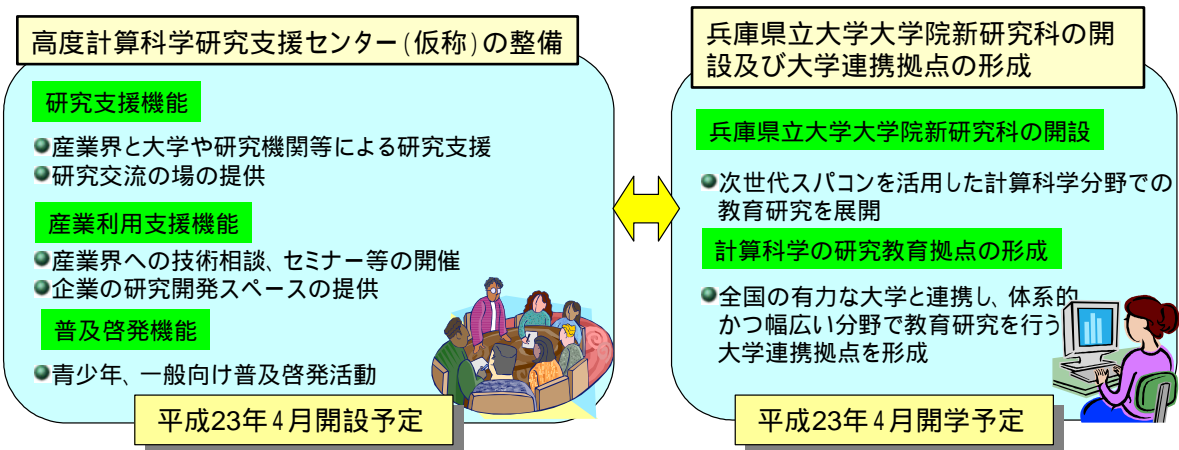 高度計算科学研究支援センター(仮称)の整備
研究支援機能
●産業界と大学や研究機関等による研究支援
●研究交流の場の提供
産業利用支援機能
●産業界への技術相談、セミナー等の開催
●企業の研究開発スペースの提供
普及啓発機能
●青少年、一般向け普及啓発活動
平成23年4月開設予定
兵庫県立大学大学院新研究科の開
設及び大学連携拠点の形成
兵庫県立大学大学院新研究科の開設
●次世代スパコンを活用した計算科学分野での
教育研究を展開
計算科学の研究教育拠点の形成
●全国の有力な大学と連携し、体系的
かつ幅広い分野で教育研究を行う
大学連携拠点を形成
平成23年4月開学予定